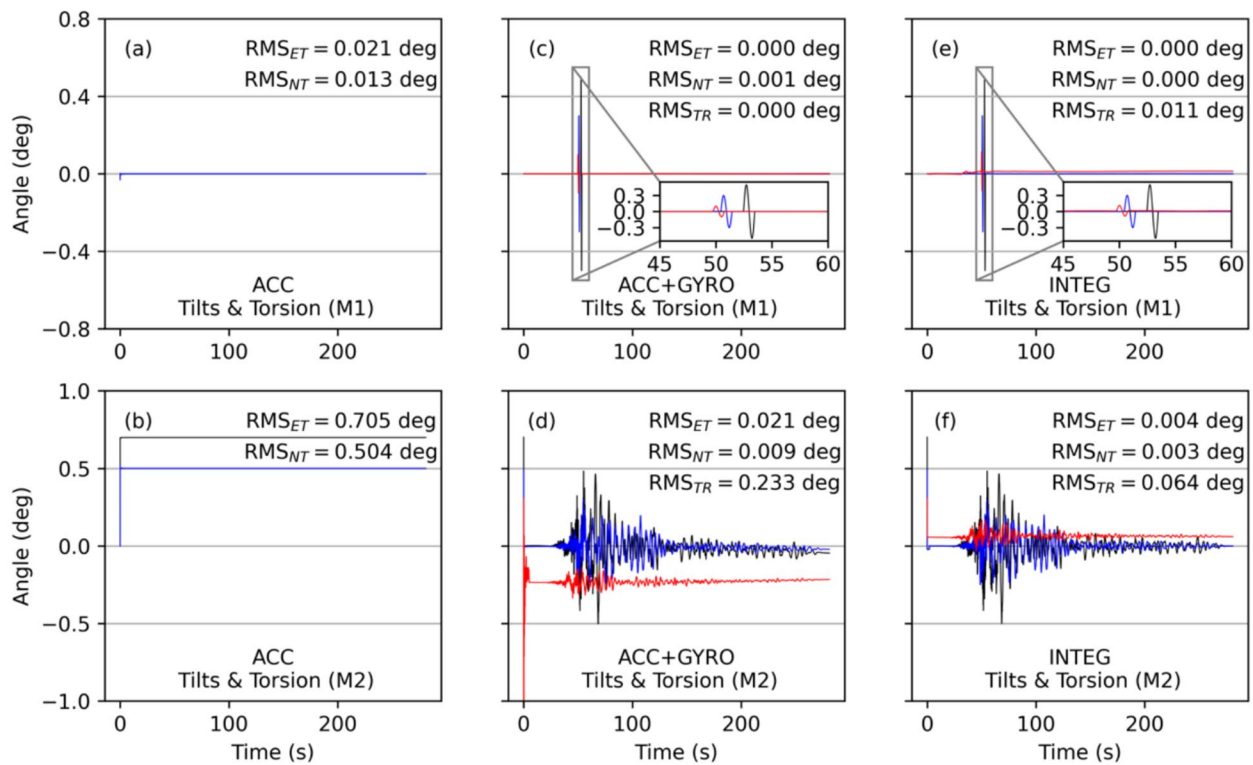 (a)
RMS_ET = 0.021 deg
RMS_NT = 0.013 deg
ACC
Tilts & Torsion (M1)
0.8
0.4
0.0
−0.4
−0.8
Angle (deg)
0
100
200
(c)
RMS_ET = 0.000 deg
RMS_NT = 0.001 deg
RMS_TR = 0.000 deg
0.3
0.0
−0.3
45
50
55
60
ACC+GYRO
Tilts & Torsion (M1)
0
100
200
(e)
RMS_ET = 0.000 deg
RMS_NT = 0.000 deg
RMS_TR = 0.011 deg
0.3
0.0
−0.3
45
50
55
60
INTEG
Tilts & Torsion (M1)
0
100
200
(b)
RMS_ET = 0.705 deg
RMS_NT = 0.504 deg
ACC
Tilts & Torsion (M2)
1.0
0.5
0.0
−0.5
−1.0
Angle (deg)
0
100
200
Time (s)
(d)
RMS_ET = 0.021 deg
RMS_NT = 0.009 deg
RMS_TR = 0.233 deg
ACC+GYRO
Tilts & Torsion (M2)
0
100
200
Time (s)
(f)
RMS_ET = 0.004 deg
RMS_NT = 0.003 deg
RMS_TR = 0.064 deg
INTEG
Tilts & Torsion (M2)
0
100
200
Time (s)